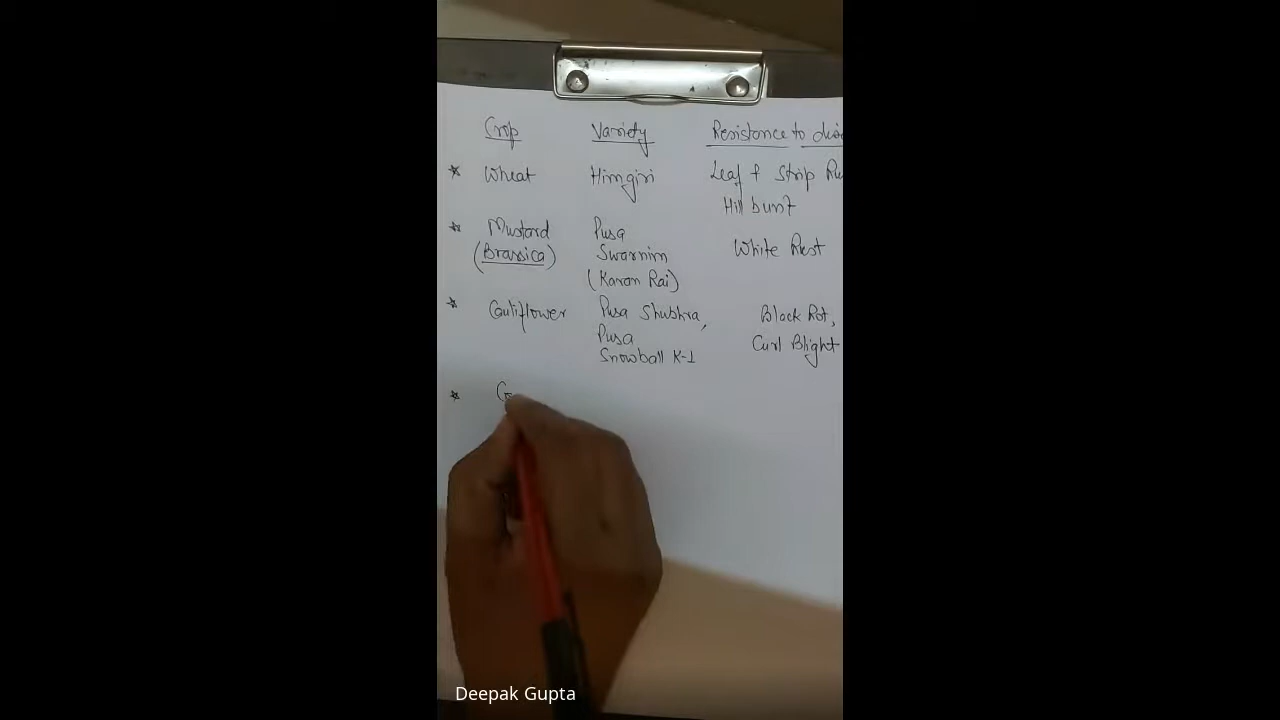 Crop Variety Resistance to
* Wheat Himgiri Leaf & Strip
Hill bunt
* Mustard Pusa
(Brassica) Swarnim White Rust
(Karan Rai)
* Cauliflower Pusa Shubhra, Black Rot,
Pusa Curl Blight
Snowball K-1
*
Deepak Gupta